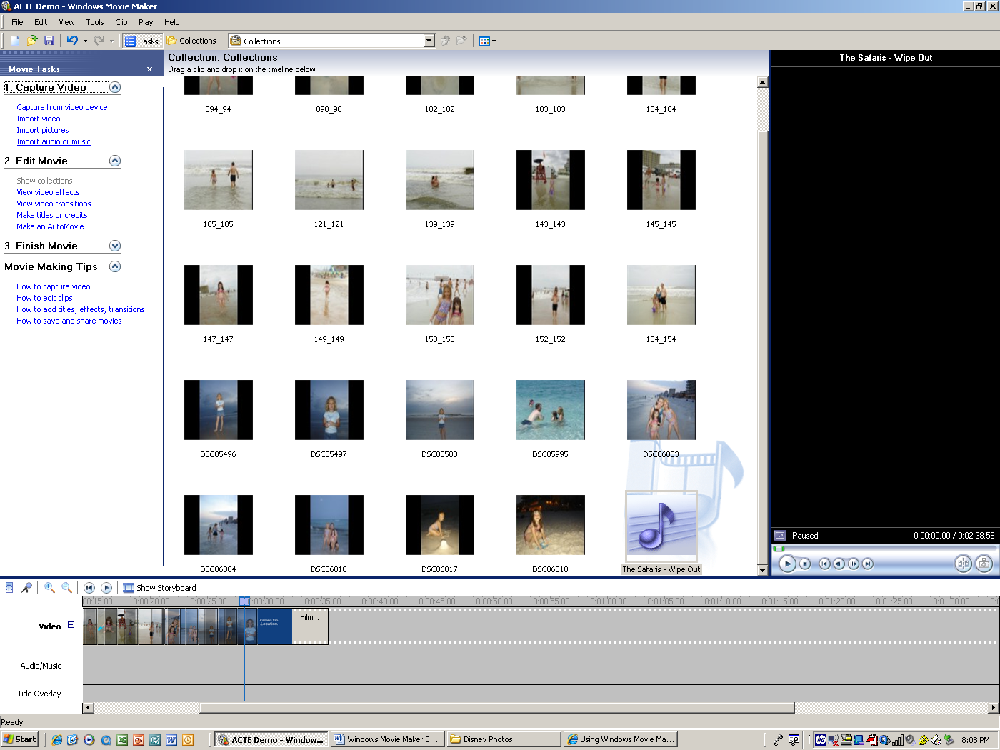 ACTE Demo - Windows Movie Maker
File Edit View Tools Clip Play Help
Tasks Collections Collections
Movie Tasks
1. Capture Video
Capture from video device
Import video
Import pictures
Import audio or music
2. Edit Movie
Show collections
View video effects
View video transitions
Make titles or credits
Make an AutoMovie
3. Finish Movie
Movie Making Tips
How to capture video
How to edit clips
How to add titles, effects, transitions
How to save and share movies
Collection: Collections
Drag a clip and drop it on the timeline below.
094_94 098_98 102_102 103_103 104_104
105_105 121_121 139_139 143_143 145_145
147_147 149_149 150_150 152_152 154_154
DSC05496 DSC05497 DSC05500 DSC05995 DSC06003
DSC06004 DSC06010 DSC06017 DSC06018 The Safaris - Wipe Out
The Safaris - Wipe Out
Paused 0:00:00.00 / 0:02:38.56
Show Storyboard
00:15.00 0:00:20.00 0:00:25.00 0:00:30.00 0:00:35.00 0:00:40.00 0:00:45.00 0:00:50.00 0:00:55.00 0:01:00.00 0:01:05.00 0:01:10.00 0:01:15.00 0:01:20.00 0:01:25.00 0:01:30.00
Video
Filmed On
Location
Film...
Audio/Music
Title Overlay
Ready
Start ACTE Demo - Window... Windows Movie Maker B... Disney Photos Using Windows Movie Ma... 8:08 PM